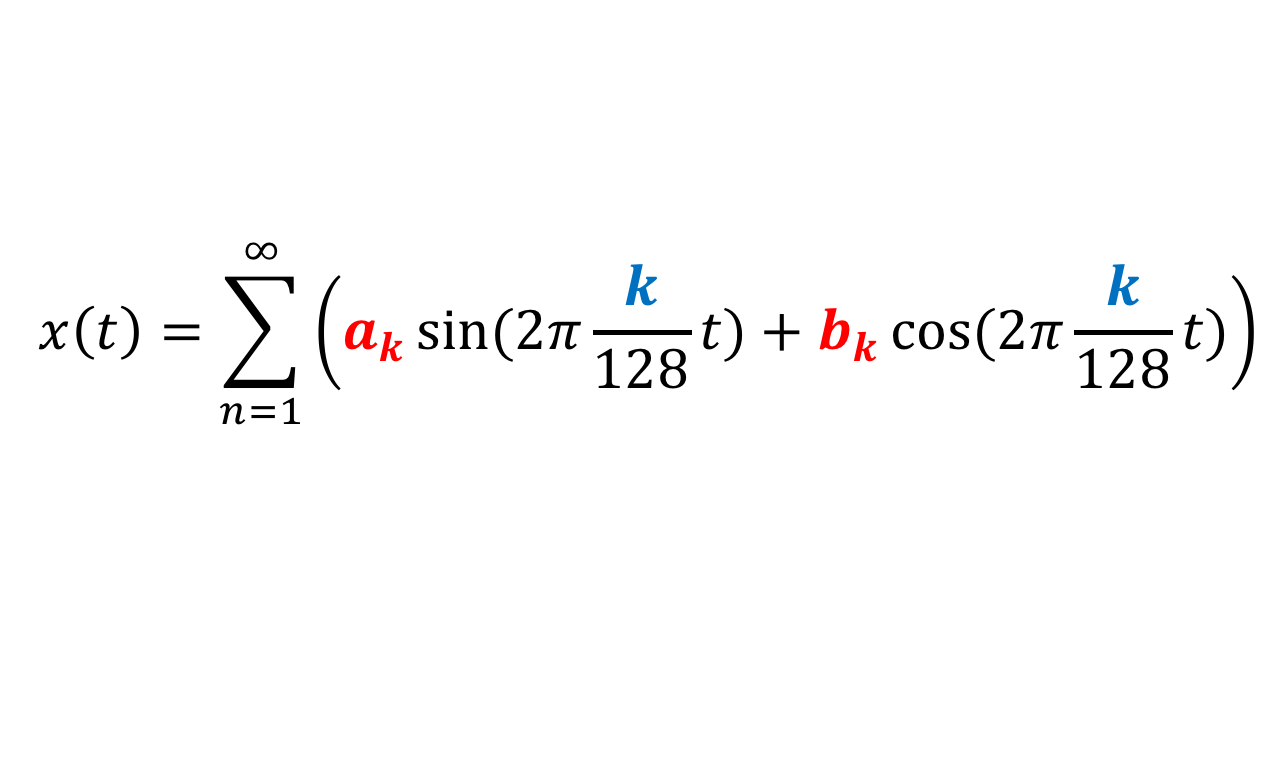 x(t) = ∑_{n=1}^{∞} (a_k sin(2π k/128 t) + b_k cos(2π k/128 t))